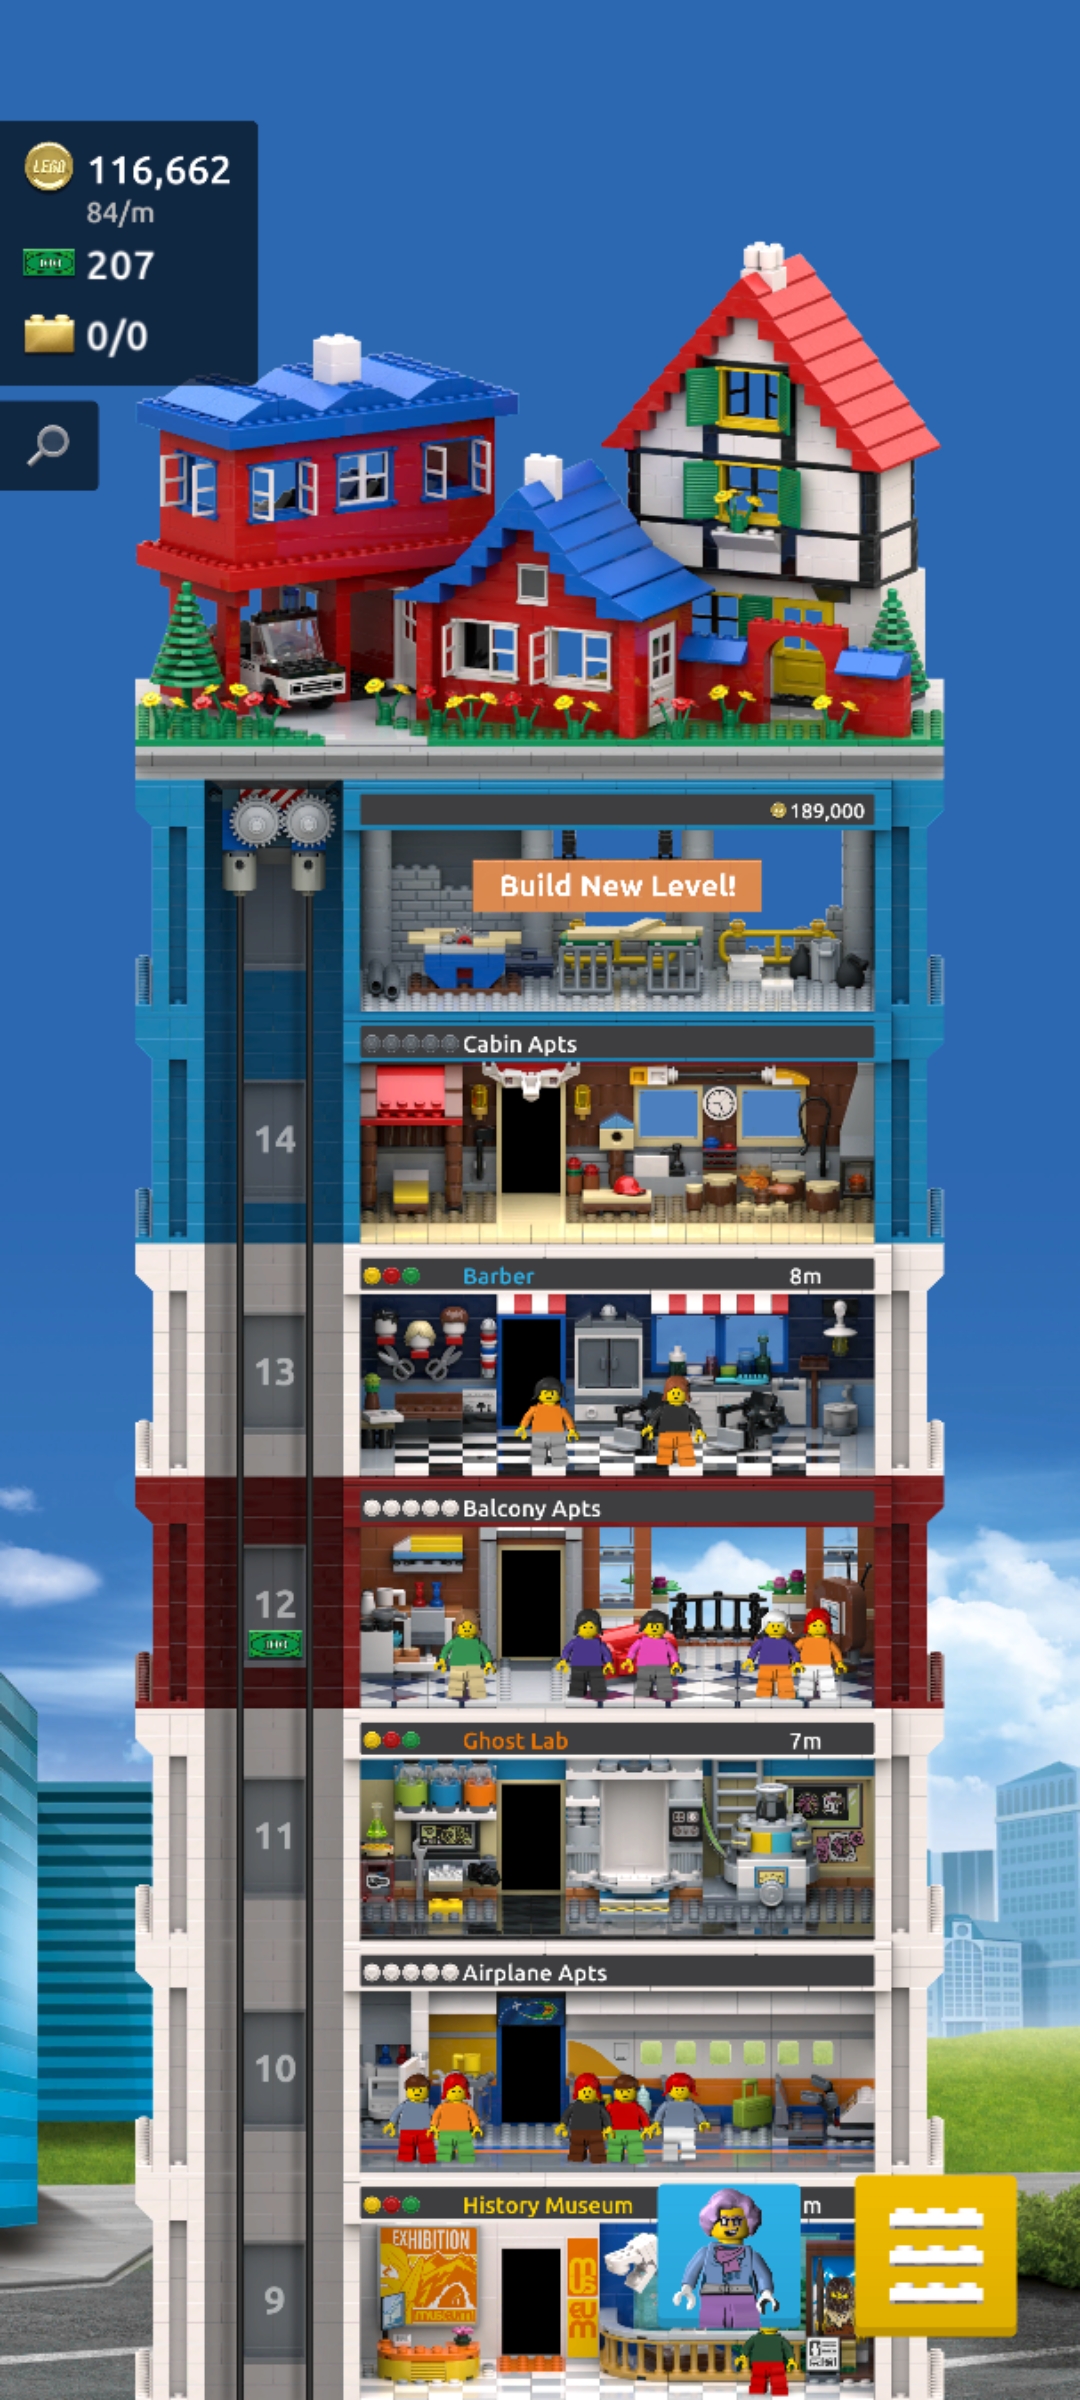 LEGO 116,662
84/m
207
0/0
189,000
Build New Level!
Cabin Apts
14
Barber 8m
13
Balcony Apts
12
Ghost Lab 7m
11
Airplane Apts
10
History Museum m
EXHIBITION
museum
9
MUSEUM